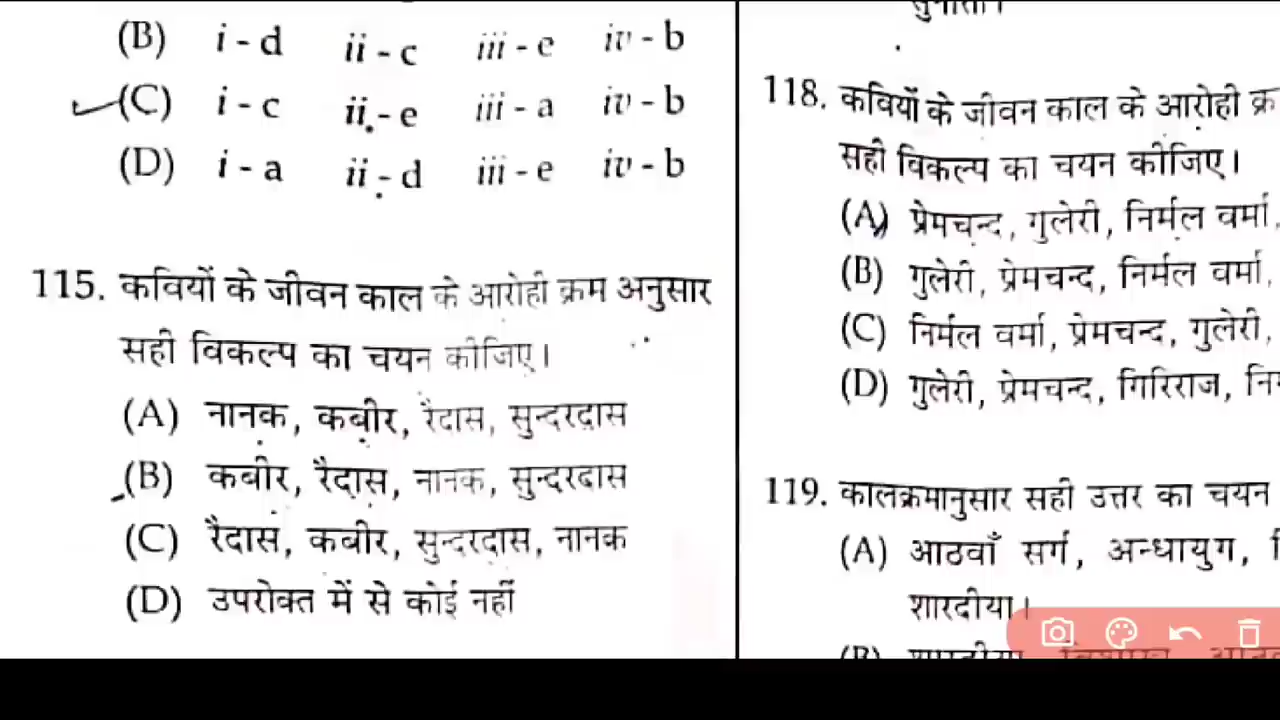 (B) i - d ii - c iii - e iv - b
(C) i - c ii - e iii - a iv - b
(D) i - a ii - d iii - e iv - b
115. कवियों के जीवन काल के आरोही क्रम अनुसार
सही विकल्प का चयन कीजिए।
(A) नानक, कबीर, रैदास, सुन्दरदास
(B) कबीर, रैदास, नानक, सुन्दरदास
(C) रैदास, कबीर, सुन्दरदास, नानक
(D) उपरोक्त में से कोई नहीं
118. कवियों के जीवन काल के आरोही क्र
सही विकल्प का चयन कीजिए।
(A) प्रेमचन्द, गुलेरी, निर्मल वर्मा,
(B) गुलेरी, प्रेमचन्द, निर्मल वर्मा,
(C) निर्मल वर्मा, प्रेमचन्द, गुलेरी,
(D) गुलेरी, प्रेमचन्द, गिरिराज,
119. कालक्रमानुसार सही उत्तर का चयन
(A) आठवाँ सर्ग, अन्धायुग,
शारदीया।